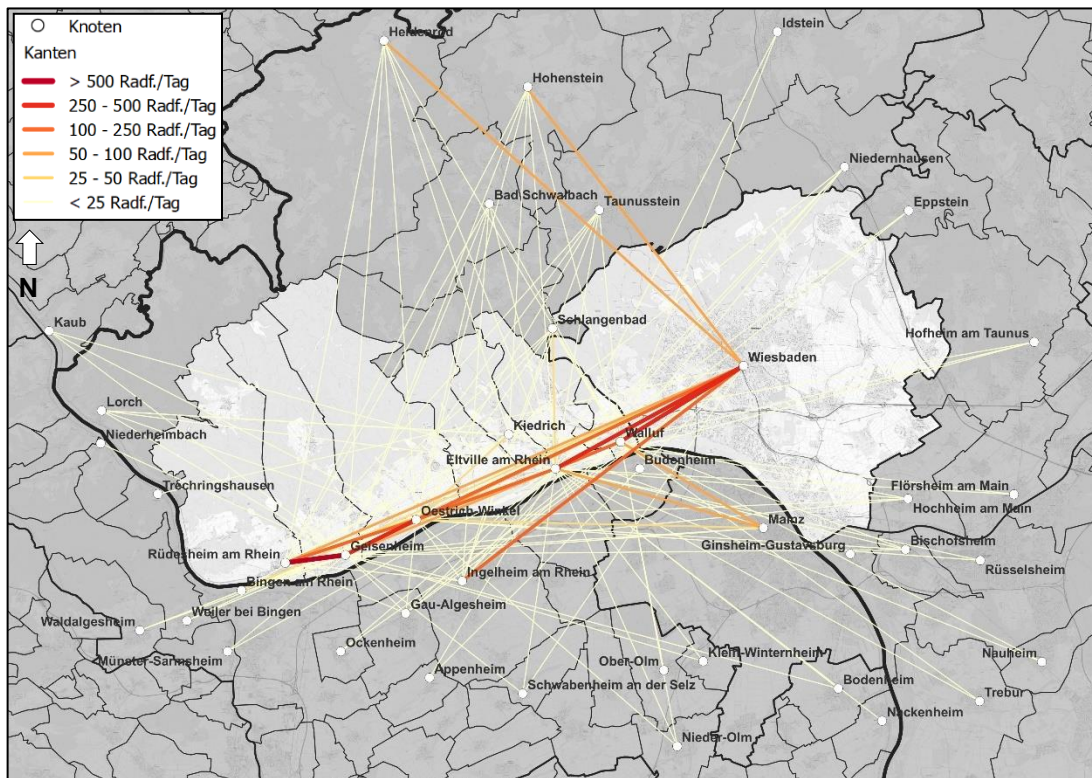 Knoten
Kanten
> 500 Radf./Tag
250 - 500 Radf./Tag
100 - 250 Radf./Tag
50 - 100 Radf./Tag
25 - 50 Radf./Tag
< 25 Radf./Tag
N
Heidenrod
Idstein
Hohenstein
Niedernhausen
Bad Schwalbach
Taunusstein
Eppstein
Kaub
Schlangenbad
Hofheim am Taunus
Wiesbaden
Lorch
Niederheimbach
Kiedrich
Walluf
Eltville am Rhein
Budenheim
Trechtingshausen
Flörsheim am Main
Hochheim am Main
Oestrich-Winkel
Mainz
Ginsheim-Gustavsburg
Bischofsheim
Rüdesheim am Rhein
Geisenheim
Rüsselsheim
Ingelheim am Rhein
Bingen am Rhein
Gau-Algesheim
Weiler bei Bingen
Waldalgesheim
Münster-Sarmsheim
Ockenheim
Appenheim
Schwabenheim an der Selz
Ober-Olm
Klein-Winternheim
Bodenheim
Nauheim
Trebur
Nackenheim
Nieder-Olm